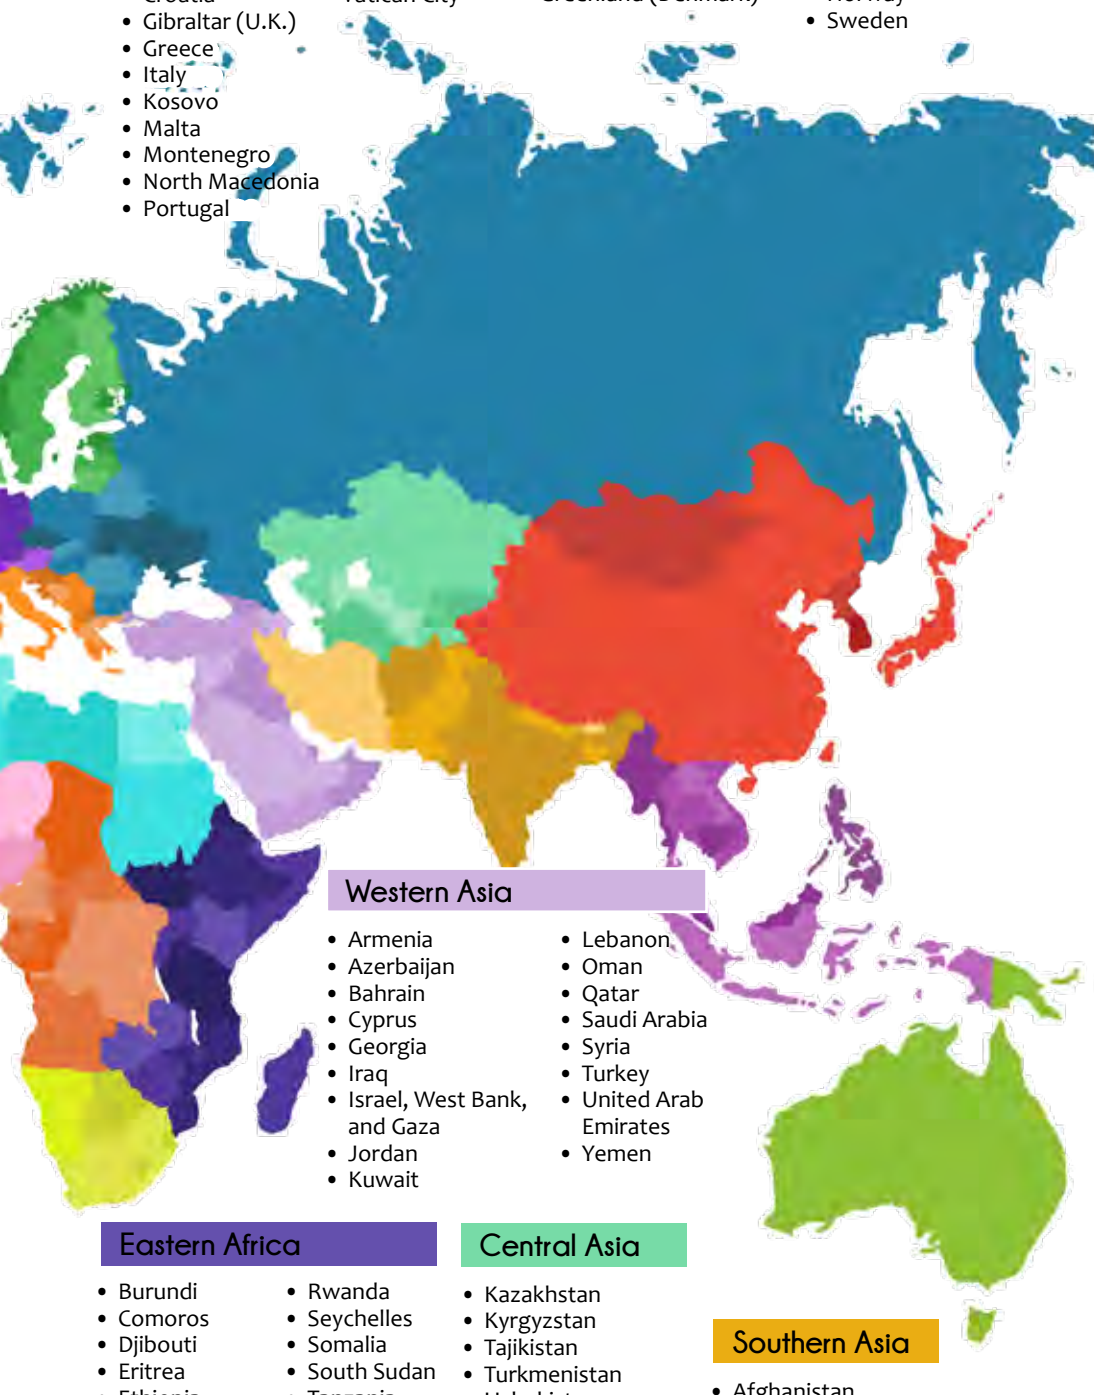 • Gibraltar (U.K.)
• Greece
• Italy
• Kosovo
• Malta
• Montenegro
• North Macedonia
• Portugal
• Sweden
Western Asia
• Armenia
• Azerbaijan
• Bahrain
• Cyprus
• Georgia
• Iraq
• Israel, West Bank,
and Gaza
• Jordan
• Kuwait
• Lebanon
• Oman
• Qatar
• Saudi Arabia
• Syria
• Turkey
• United Arab
Emirates
• Yemen
Eastern Africa
• Burundi
• Comoros
• Djibouti
• Eritrea
• Rwanda
• Seychelles
• Somalia
• South Sudan
Central Asia
• Kazakhstan
• Kyrgyzstan
• Tajikistan
• Turkmenistan
Southern Asia
• Afghanistan